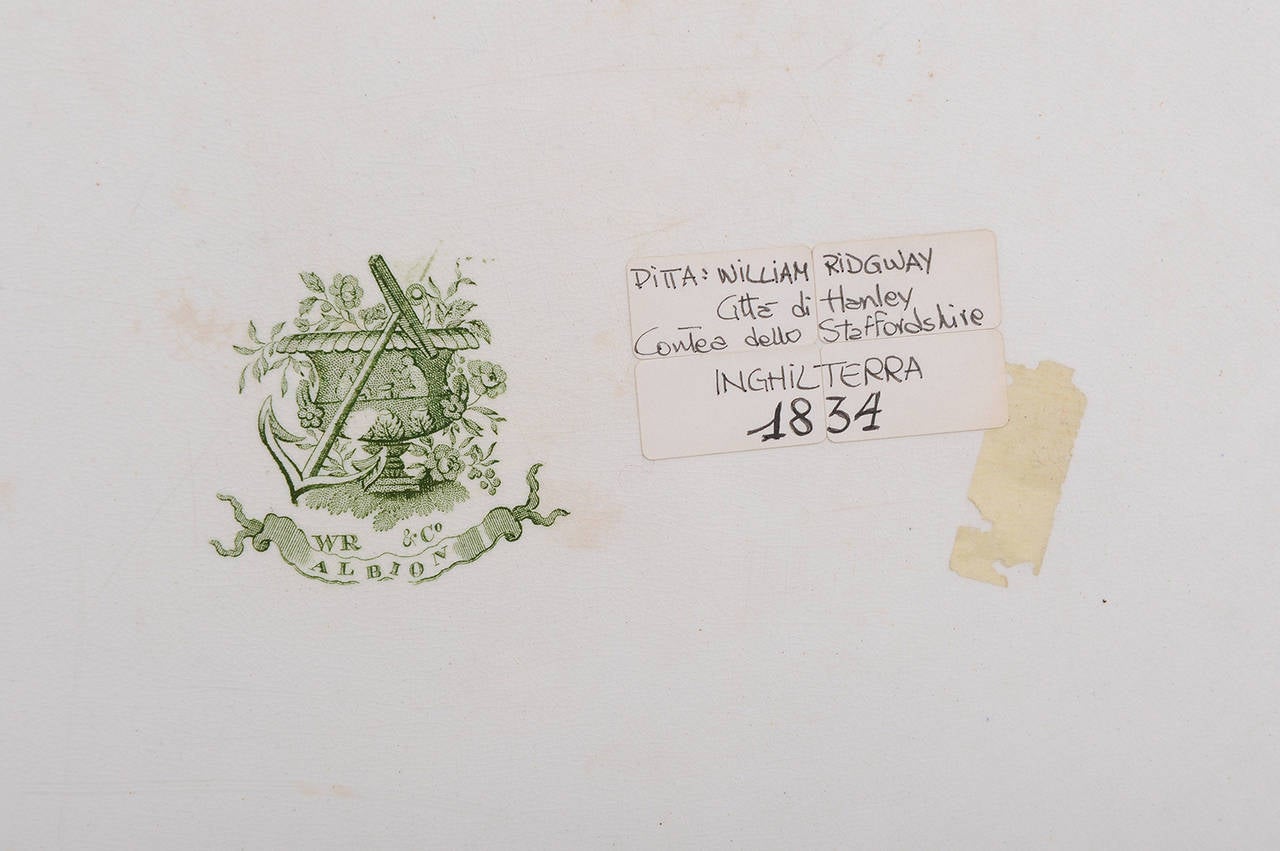 WR & Co
ALBION
DITTA: WILLIAM RIDGWAY
Città di Hanley
Contea dello Staffordshire
INGHILTERRA
1834